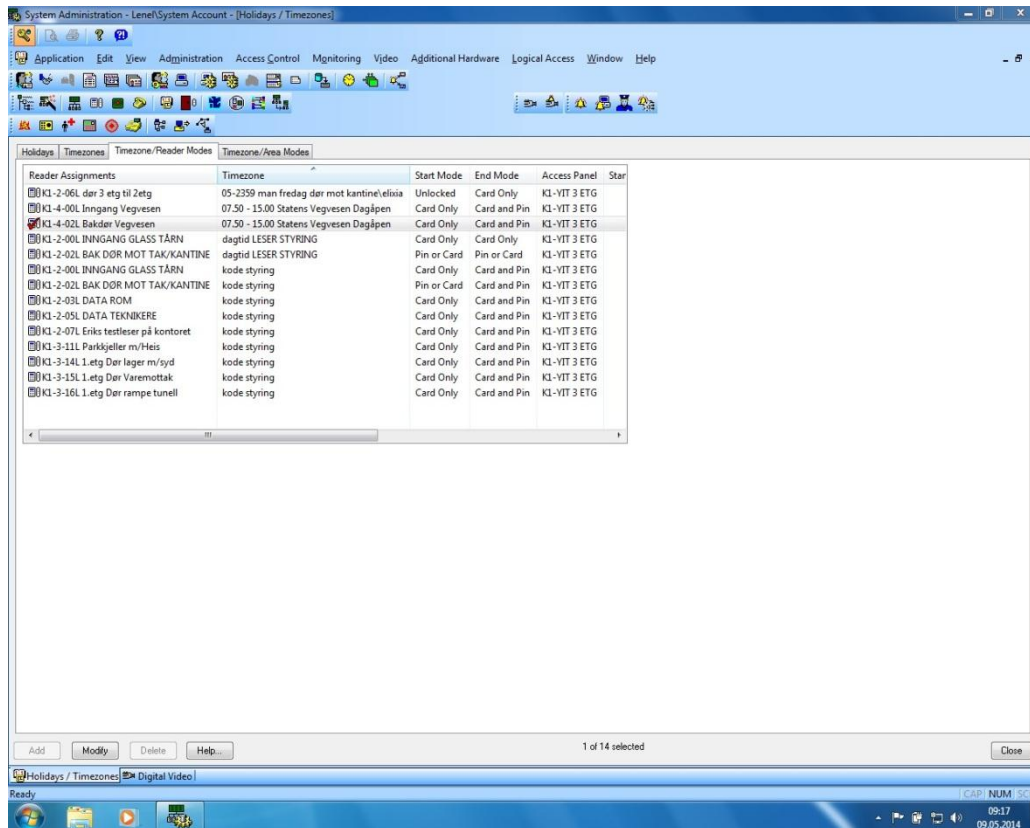 System Administration - Lenel\System Account - [Holidays / Timezones]
Application Edit View Administration Access Control Monitoring Video Additional Hardware Logical Access Window Help
Holidays Timezones Timezone/Reader Modes Timezone/Area Modes
Reader Assignments Timezone Start Mode End Mode Access Panel Star
K1-2-06L dør 3 etg til 2etg 05-2359 man fredag dør mot kantine\elixia Unlocked Card Only K1-YIT 3 ETG
K1-4-00L Inngang Vegvesen 07.50 - 15.00 Statens Vegvesen Dagåpen Card Only Card and Pin K1-YIT 3 ETG
K1-4-02L Bakdør Vegvesen 07.50 - 15.00 Statens Vegvesen Dagåpen Card Only Card and Pin K1-YIT 3 ETG
K1-2-00L INNGANG GLASS TÅRN dagtid LESER STYRING Card Only Card Only K1-YIT 3 ETG
K1-2-02L BAK DØR MOT TAK/KANTINE dagtid LESER STYRING Pin or Card Pin or Card K1-YIT 3 ETG
K1-2-00L INNGANG GLASS TÅRN kode styring Card Only Card and Pin K1-YIT 3 ETG
K1-2-02L BAK DØR MOT TAK/KANTINE kode styring Pin or Card Card and Pin K1-YIT 3 ETG
K1-2-03L DATA ROM kode styring Card Only Card and Pin K1-YIT 3 ETG
K1-2-05L DATA TEKNIKERE kode styring Card Only Card and Pin K1-YIT 3 ETG
K1-2-07L Eriks testleser på kontoret kode styring Card Only Card and Pin K1-YIT 3 ETG
K1-3-11L Parkkjeller m/Heis kode styring Card Only Card and Pin K1-YIT 3 ETG
K1-3-14L 1.etg Dør lager m/syd kode styring Card Only Card and Pin K1-YIT 3 ETG
K1-3-15L 1.etg Dør Varemottak kode styring Card Only Card and Pin K1-YIT 3 ETG
K1-3-16L 1.etg Dør rampe tunell kode styring Card Only Card and Pin K1-YIT 3 ETG
Add Modify Delete Help... 1 of 14 selected Close
Holidays / Timezones Digital Video
Ready CAP NUM SC
09:17
09.05.2014